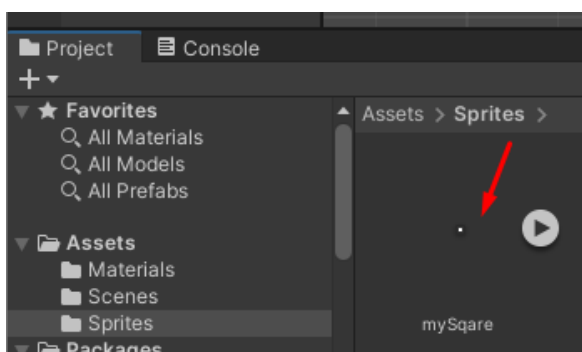 Project Console
Favorites
All Materials
All Models
All Prefabs
Assets
Materials
Scenes
Sprites
Packages
Assets > Sprites >
mySqare